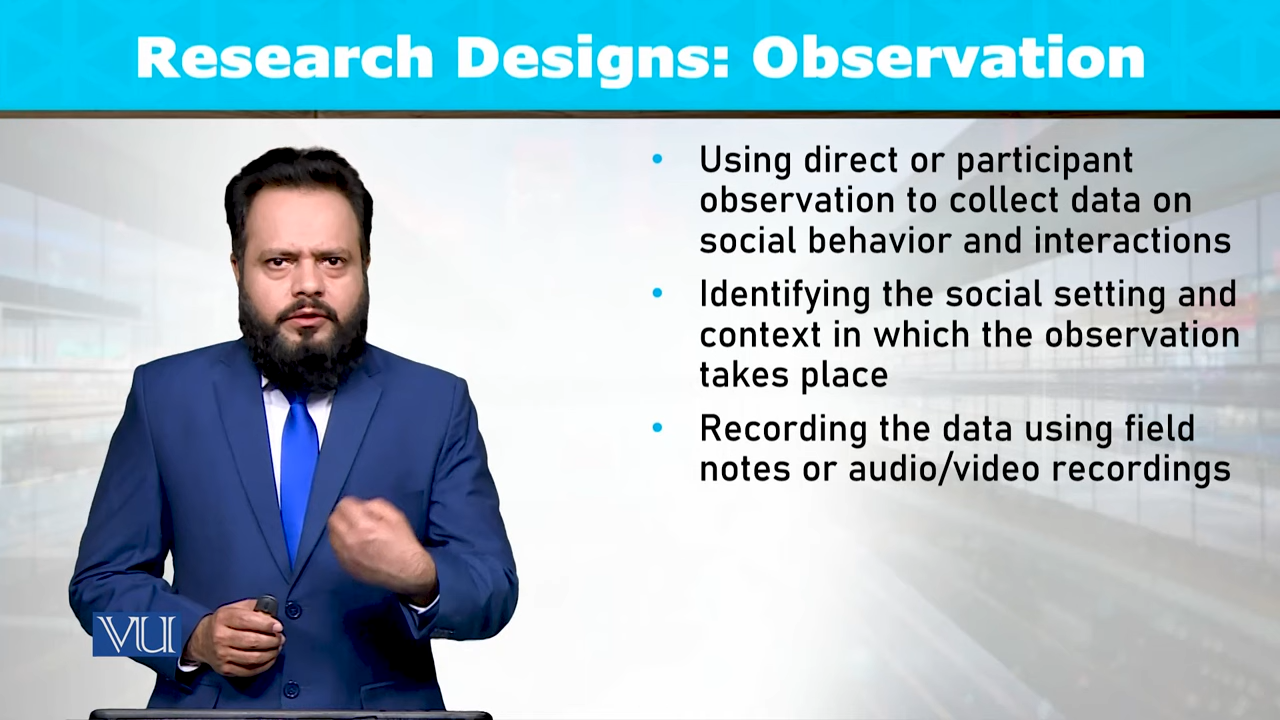 Research Designs: Observation
• Using direct or participant
observation to collect data on
social behavior and interactions
• Identifying the social setting and
context in which the observation
takes place
• Recording the data using field
notes or audio/video recordings
VU